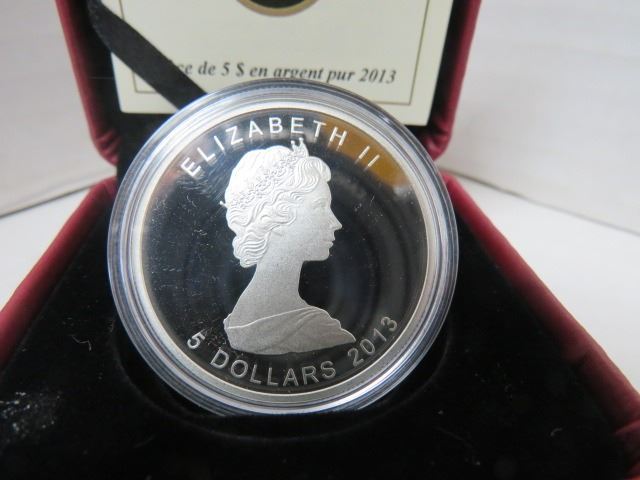 de 5 $ en argent pur 2013
ELIZABETH II
5 DOLLARS 2013